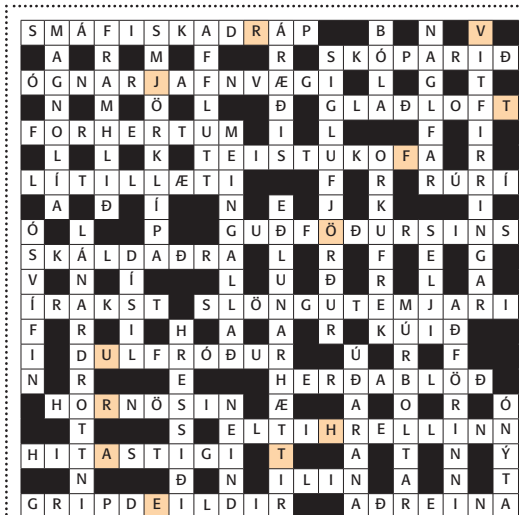 SMÁFISKADRÁP B N V
A R M F R SKÓPARIÐ
ÓGNARJAFNVÆGI L G T
N M Ö L Ð GLAÐLOFT
FORHERTUM I L F I
L L K TEISTUKOFA R
LÍTILLÆTI F R RÚRÍ
A Ð Í N E J K I
Ó L P GUÐFÖÐURSINS
SKÁLDAÐRA L R F E G
V N Í L U Ð R L A
ÍRAKST SLÖNGUTEMJARI
F R I H A A R KÚIÐ
I DULFRÓÐUR Ú R F
N R E HERÐABLÖÐ
HORNÖSIN Æ A O R Ó
T S ELTIHRELLINN
HITASTIGI T A T N Ý
N Ð N ILIN A N T
GRIPDEILDIR AÐREINA